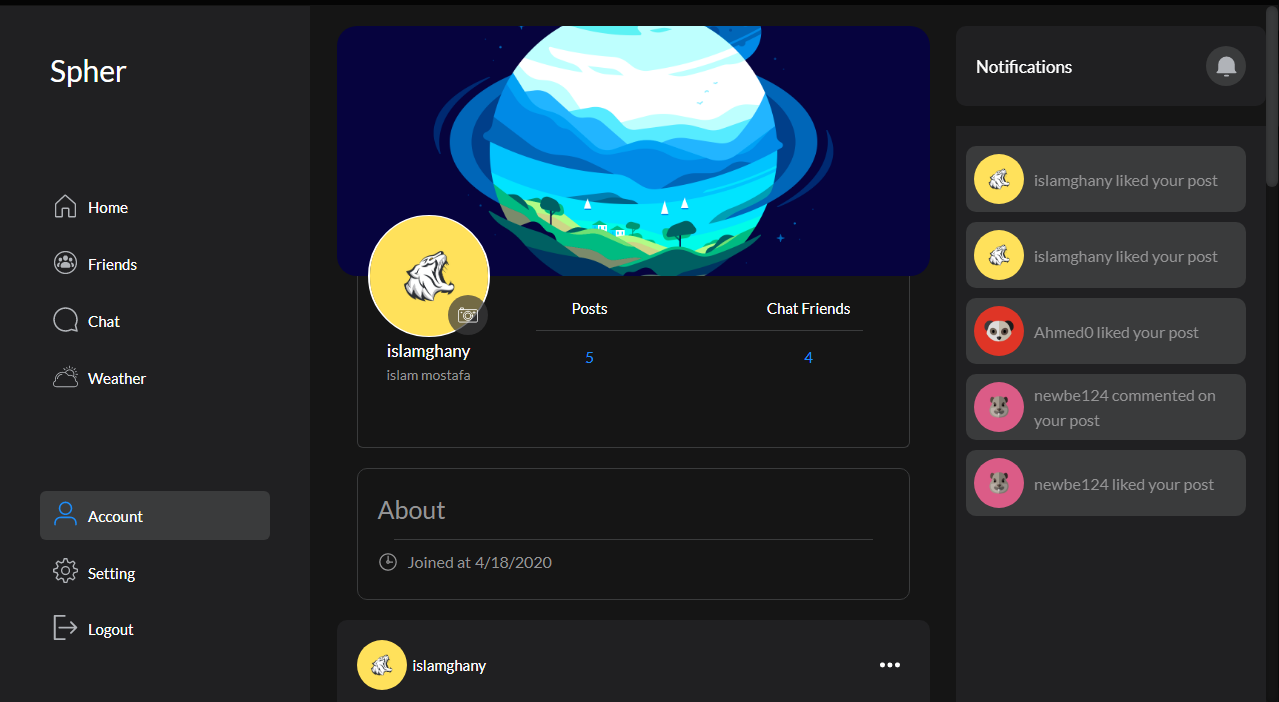 Spher
Home
Friends
Chat
Weather
Account
Setting
Logout
Posts
Chat Friends
5
4
islamghany
islam mostafa
About
Joined at 4/18/2020
islamghany
Notifications
islamghany liked your post
islamghany liked your post
Ahmed0 liked your post
newbe124 commented on
your post
newbe124 liked your post